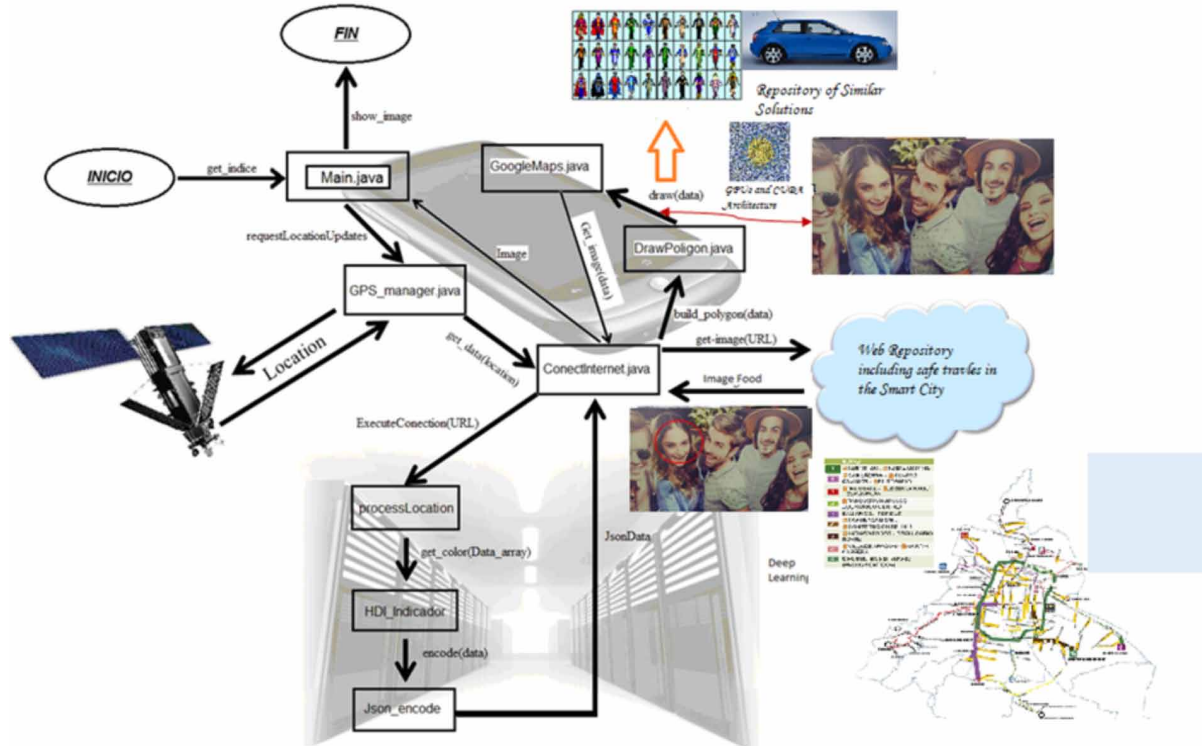 FIN
show_image
INICIO
get_indice
Main.java
requestLocationUpdates
GPS_manager.java
Location
get_data(location)
Image
GoogleMaps.java
Get_image(data)
draw(data)
DrawPoligon.java
build_polygon(data)
ConectInternet.java
get-image(URL)
Image_Food
Repository of Similar
Solutions
GPUs and CUDA
Architecture
Web Repository
including safe travles in
the Smart City
ExecuteConection(URL)
processLocation
get_color(Data_array)
HDI_Indicador
encode(data)
Json_encode
JsonData
Deep
Learning